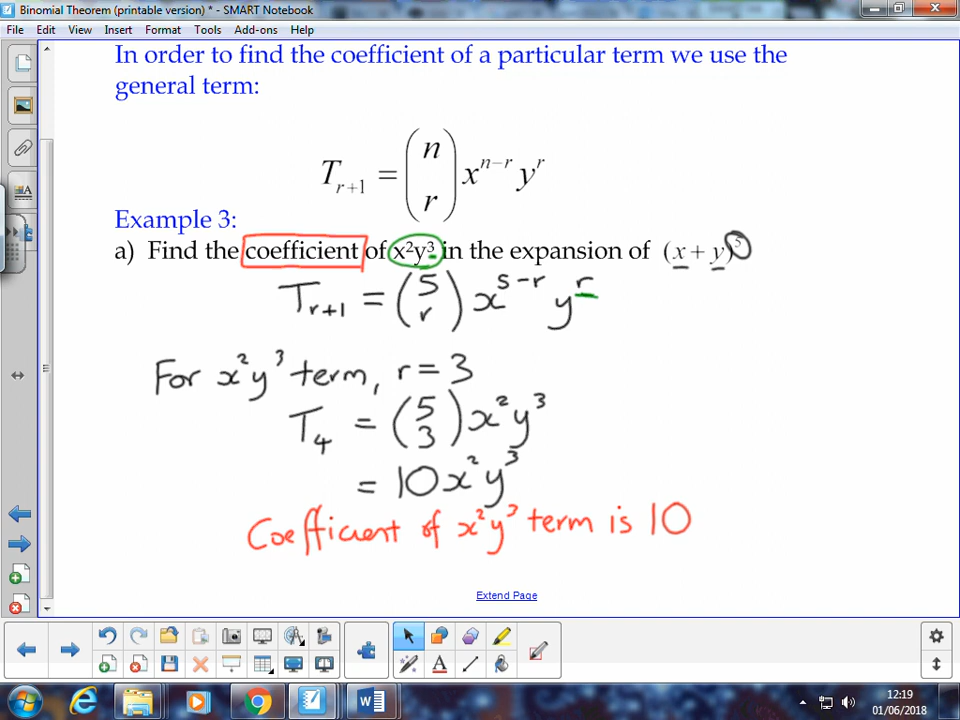 Binomial Theorem (printable version) * - SMART Notebook
File Edit View Insert Format Tools Add-ons Help
In order to find the coefficient of a particular term we use the
general term:
T_{r+1} = (n r) x^{n-r} y^r
Example 3:
a) Find the coefficient of x²y³ in the expansion of (x + y)⁵
T_{r+1} = (5 r) x^{5-r} y^r
For x²y³ term, r = 3
T₄ = (5 3) x²y³
= 10x²y³
Coefficient of x²y³ term is 10
Extend Page
12:19
01/06/2018